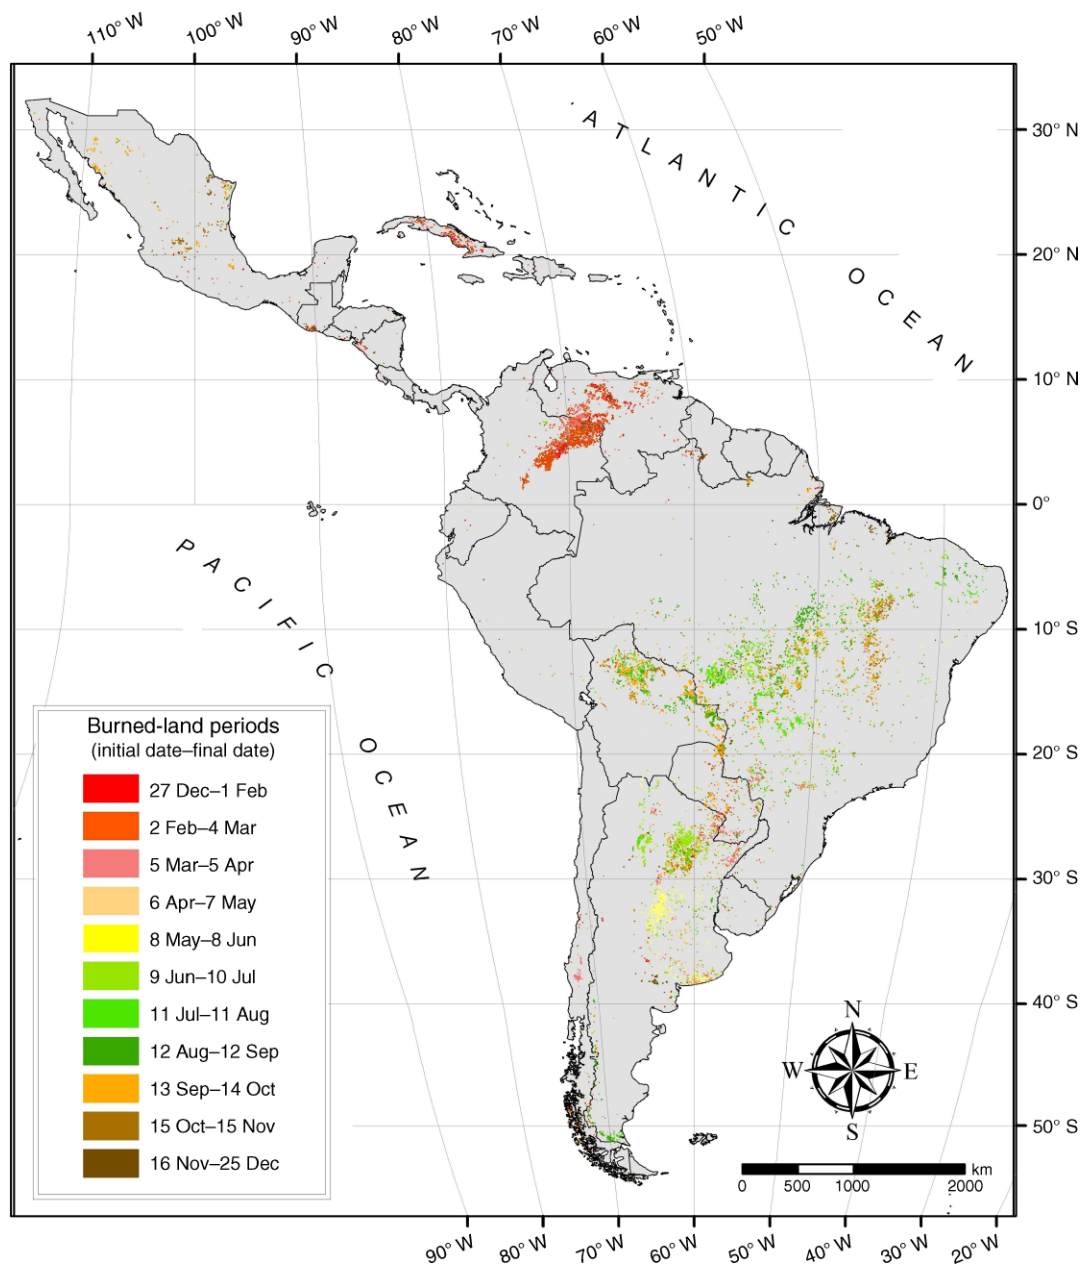 110° W 100° W 90° W 80° W 70° W 60° W 50° W
30° N
ATLANTIC OCEAN
20° N
10° N
0°
PACIFIC OCEAN
10° S
20° S
30° S
40° S
50° S
Burned-land periods
(initial date–final date)
27 Dec–1 Feb
2 Feb–4 Mar
5 Mar–5 Apr
6 Apr–7 May
8 May–8 Jun
9 Jun–10 Jul
11 Jul–11 Aug
12 Aug–12 Sep
13 Sep–14 Oct
15 Oct–15 Nov
16 Nov–25 Dec
N
W E
S
km
0 500 1000 2000
90° W 80° W 70° W 60° W 50° W 40° W 30° W 20° W